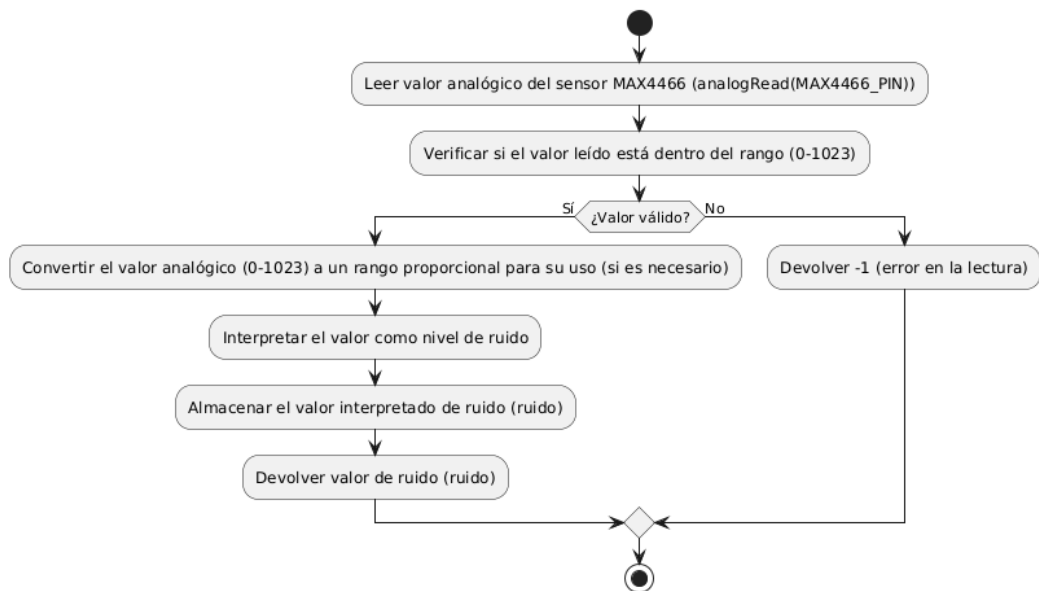 Leer valor analógico del sensor MAX4466 (analogRead(MAX4466_PIN))
Verificar si el valor leído está dentro del rango (0-1023)
Sí
¿Valor válido?
No
Convertir el valor analógico (0-1023) a un rango proporcional para su uso (si es necesario)
Devolver -1 (error en la lectura)
Interpretar el valor como nivel de ruido
Almacenar el valor interpretado de ruido (ruido)
Devolver valor de ruido (ruido)